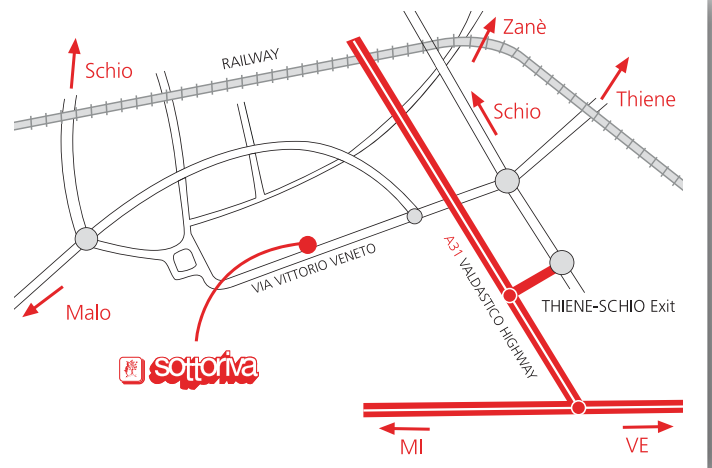 Zanè
Schio
RAILWAY
Thiene
Schio
A31 VALDASTICO HIGHWAY
VIA VITTORIO VENETO
THIENE-SCHIO Exit
Malo
sottoriva
MI
VE